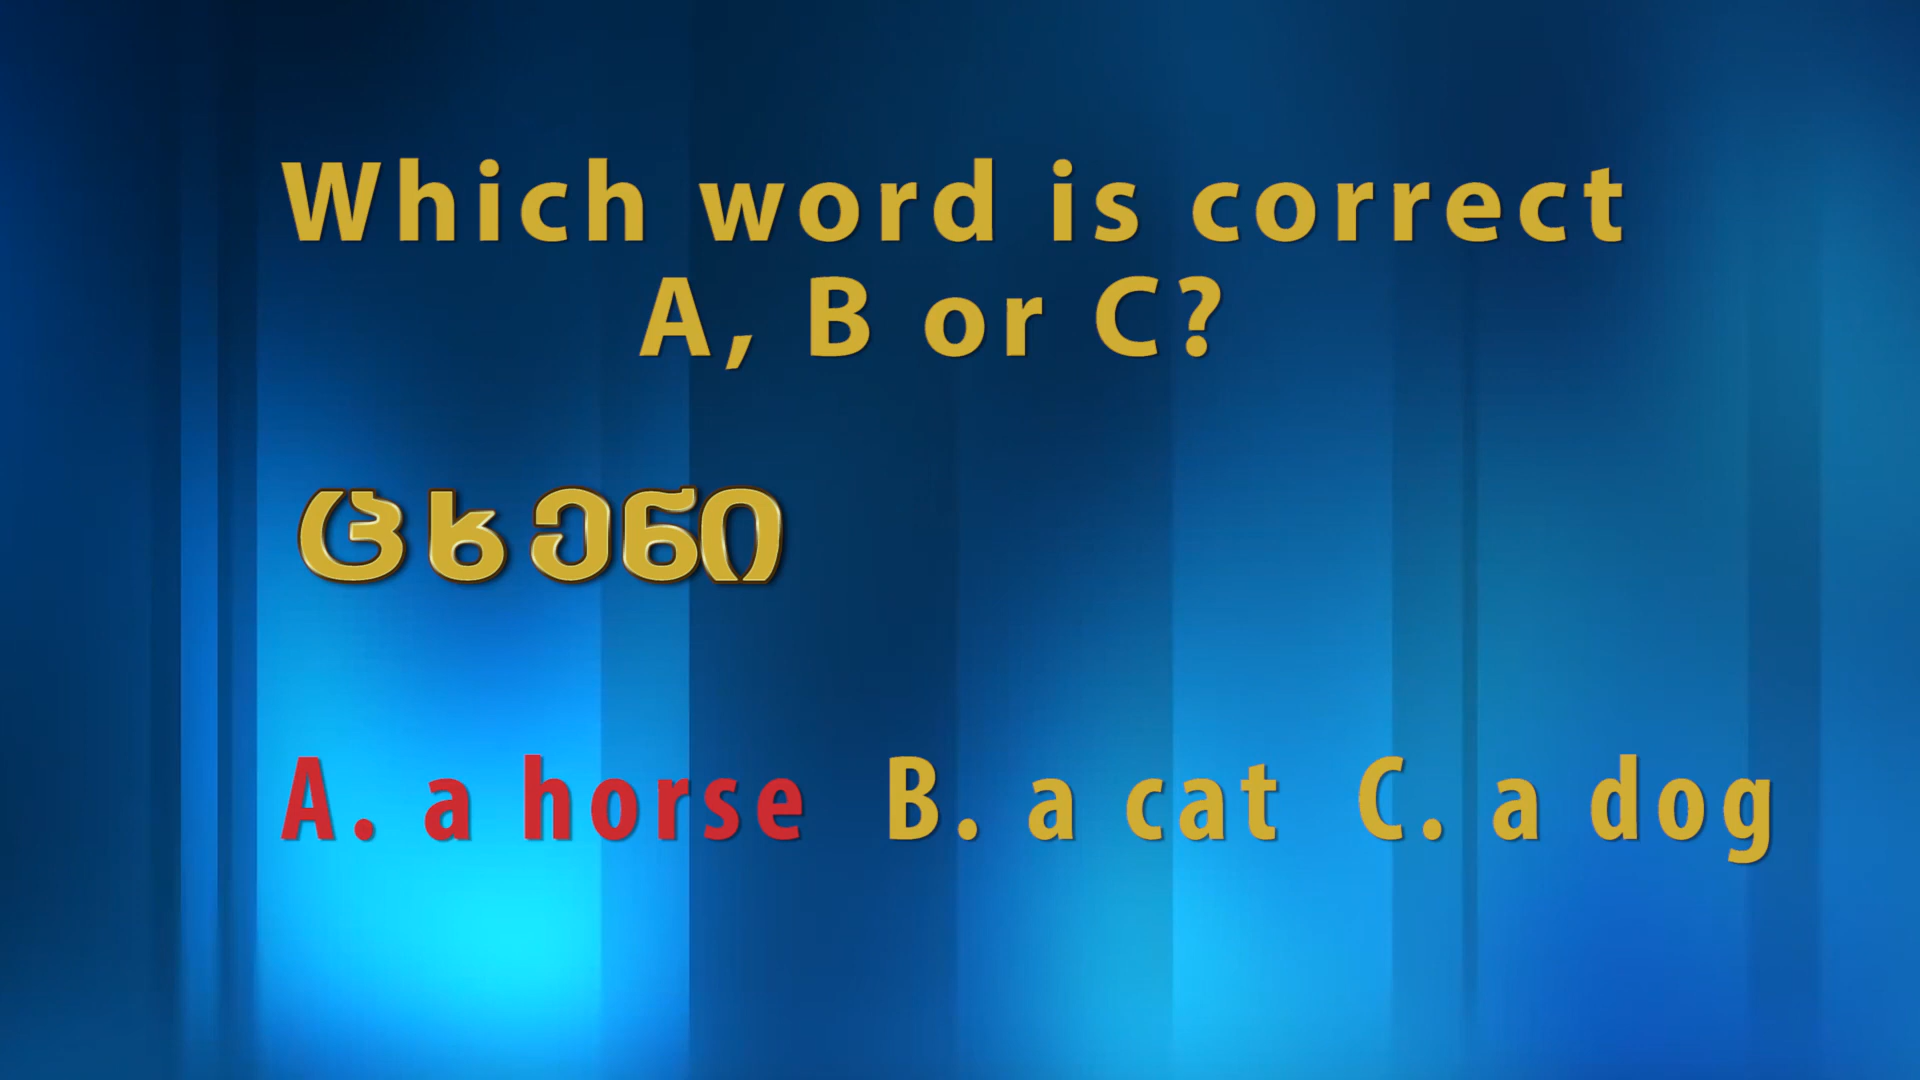 Which word is correct
A, B or C?
ცხენი
A. a horse B. a cat C. a dog